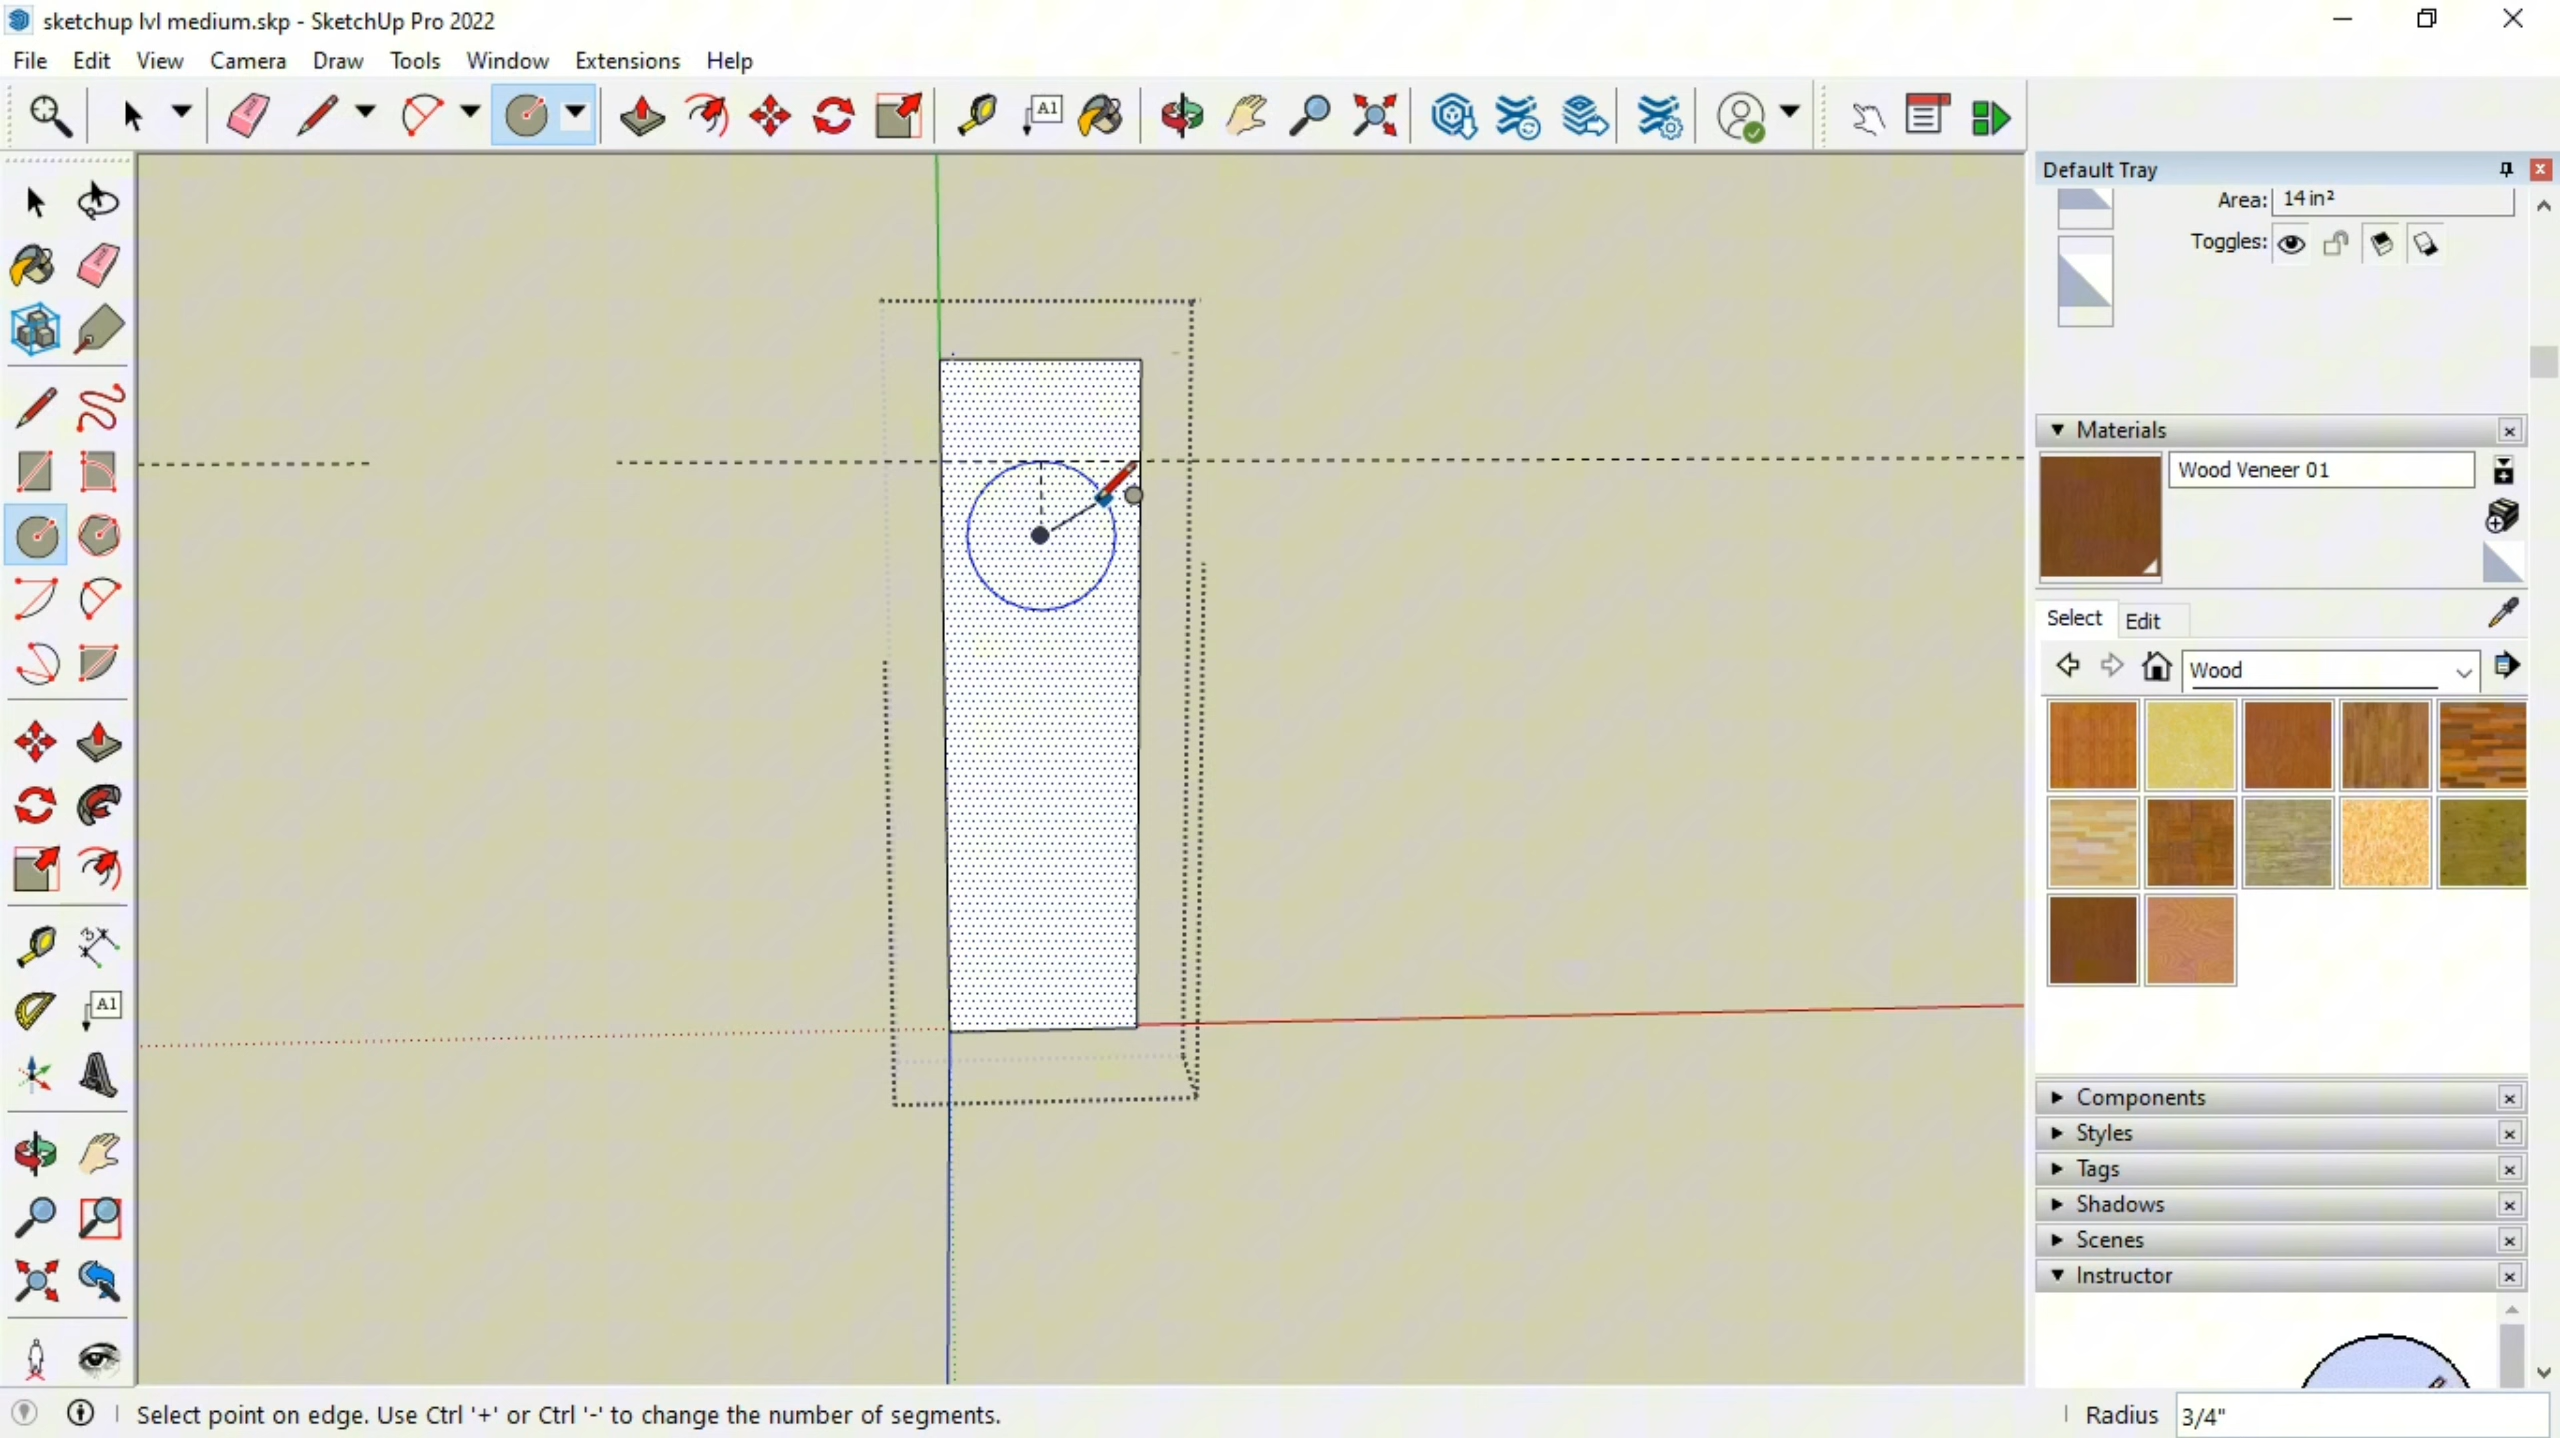 sketchup lvl medium.skp - SketchUp Pro 2022
File Edit View Camera Draw Tools Window Extensions Help
A1
Default Tray
Area: 14 in²
Toggles:
Materials
Wood Veneer 01
Select Edit
Wood
A1
Components
Styles
Tags
Shadows
Scenes
Instructor
Select point on edge. Use Ctrl '+' or Ctrl '-' to change the number of segments.
Radius 3/4"